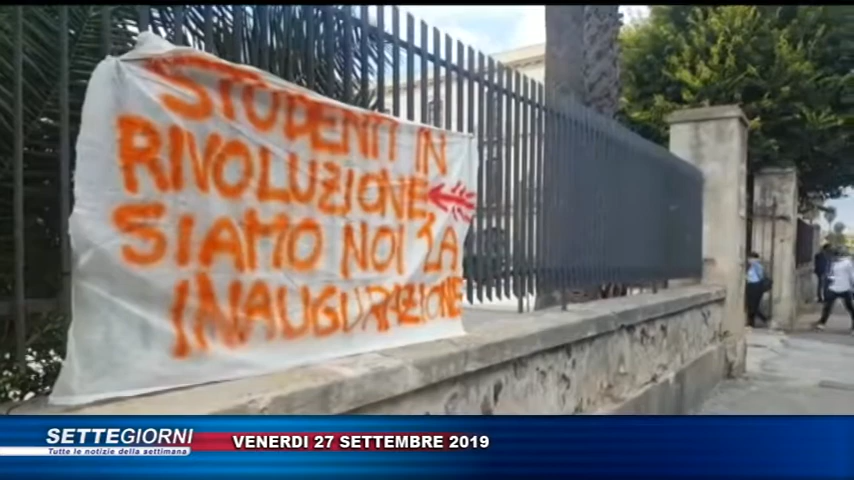 STUDENTI IN
RIVOLUZIONE,
SIAMO NOI LA
INAUGURAZIONE
SETTEGIORNI
Tutte le notizie della settimana
VENERDI 27 SETTEMBRE 2019